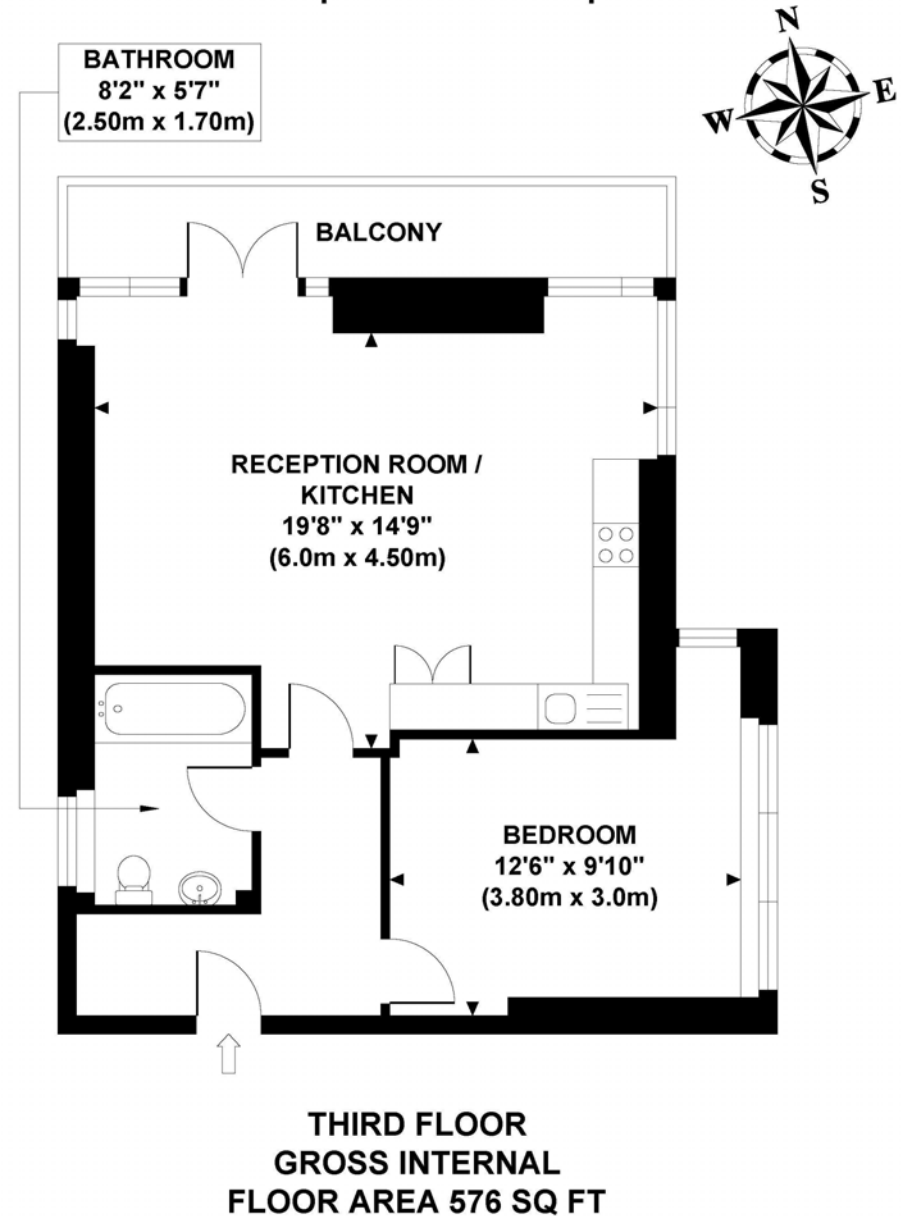 BATHROOM
8'2" x 5'7"
(2.50m x 1.70m)
N
E
W
S
BALCONY
RECEPTION ROOM /
KITCHEN
19'8" x 14'9"
(6.0m x 4.50m)
BEDROOM
12'6" x 9'10"
(3.80m x 3.0m)
THIRD FLOOR
GROSS INTERNAL
FLOOR AREA 576 SQ FT